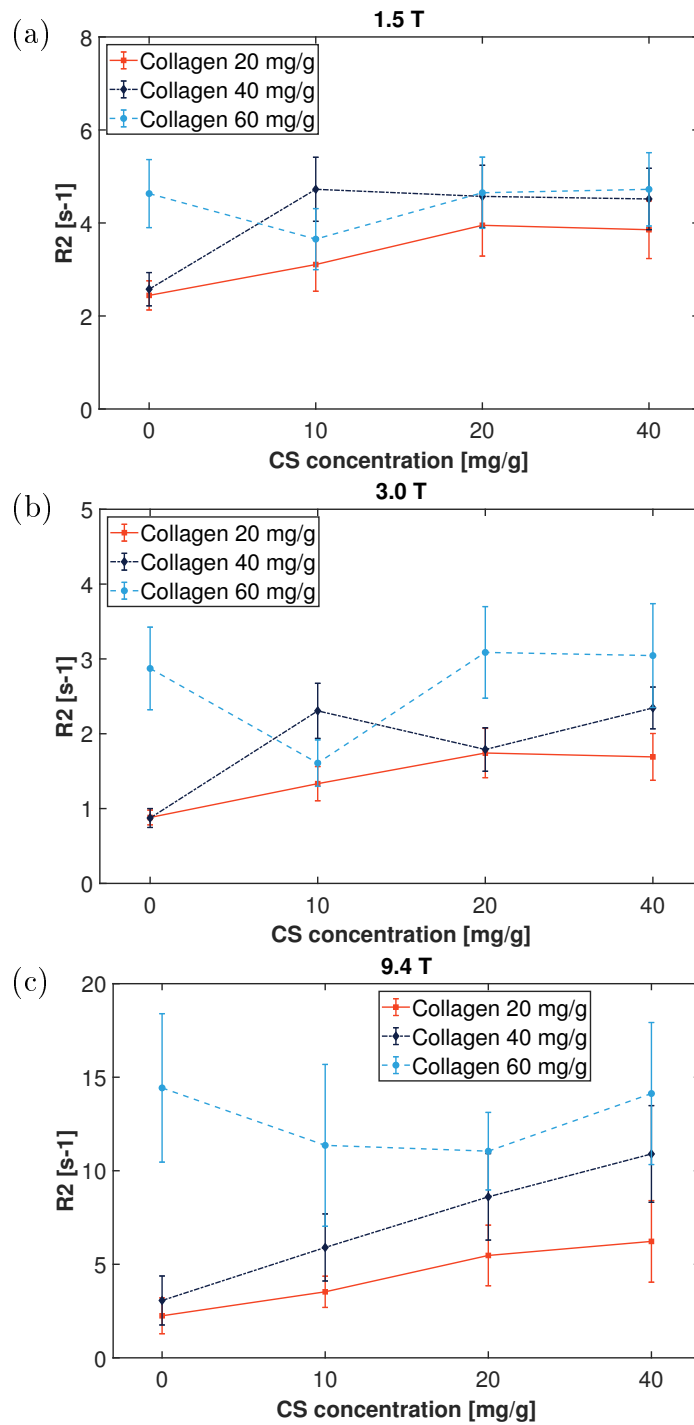 (a)
1.5 T
8
6
4
2
0
R2 [s-1]
Collagen 20 mg/g
Collagen 40 mg/g
Collagen 60 mg/g
0 10 20 40
CS concentration [mg/g]
(b)
3.0 T
5
4
3
2
1
0
R2 [s-1]
Collagen 20 mg/g
Collagen 40 mg/g
Collagen 60 mg/g
0 10 20 40
CS concentration [mg/g]
(c)
9.4 T
20
15
10
5
0
R2 [s-1]
Collagen 20 mg/g
Collagen 40 mg/g
Collagen 60 mg/g
0 10 20 40
CS concentration [mg/g]